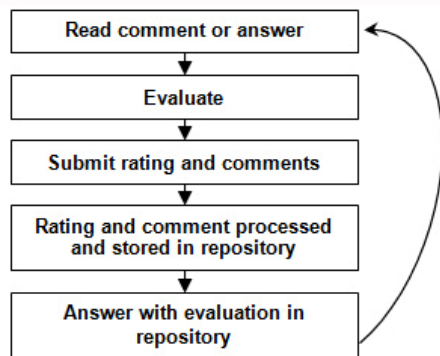 Read comment or answer
Evaluate
Submit rating and comments
Rating and comment processed
and stored in repository
Answer with evaluation in
repository